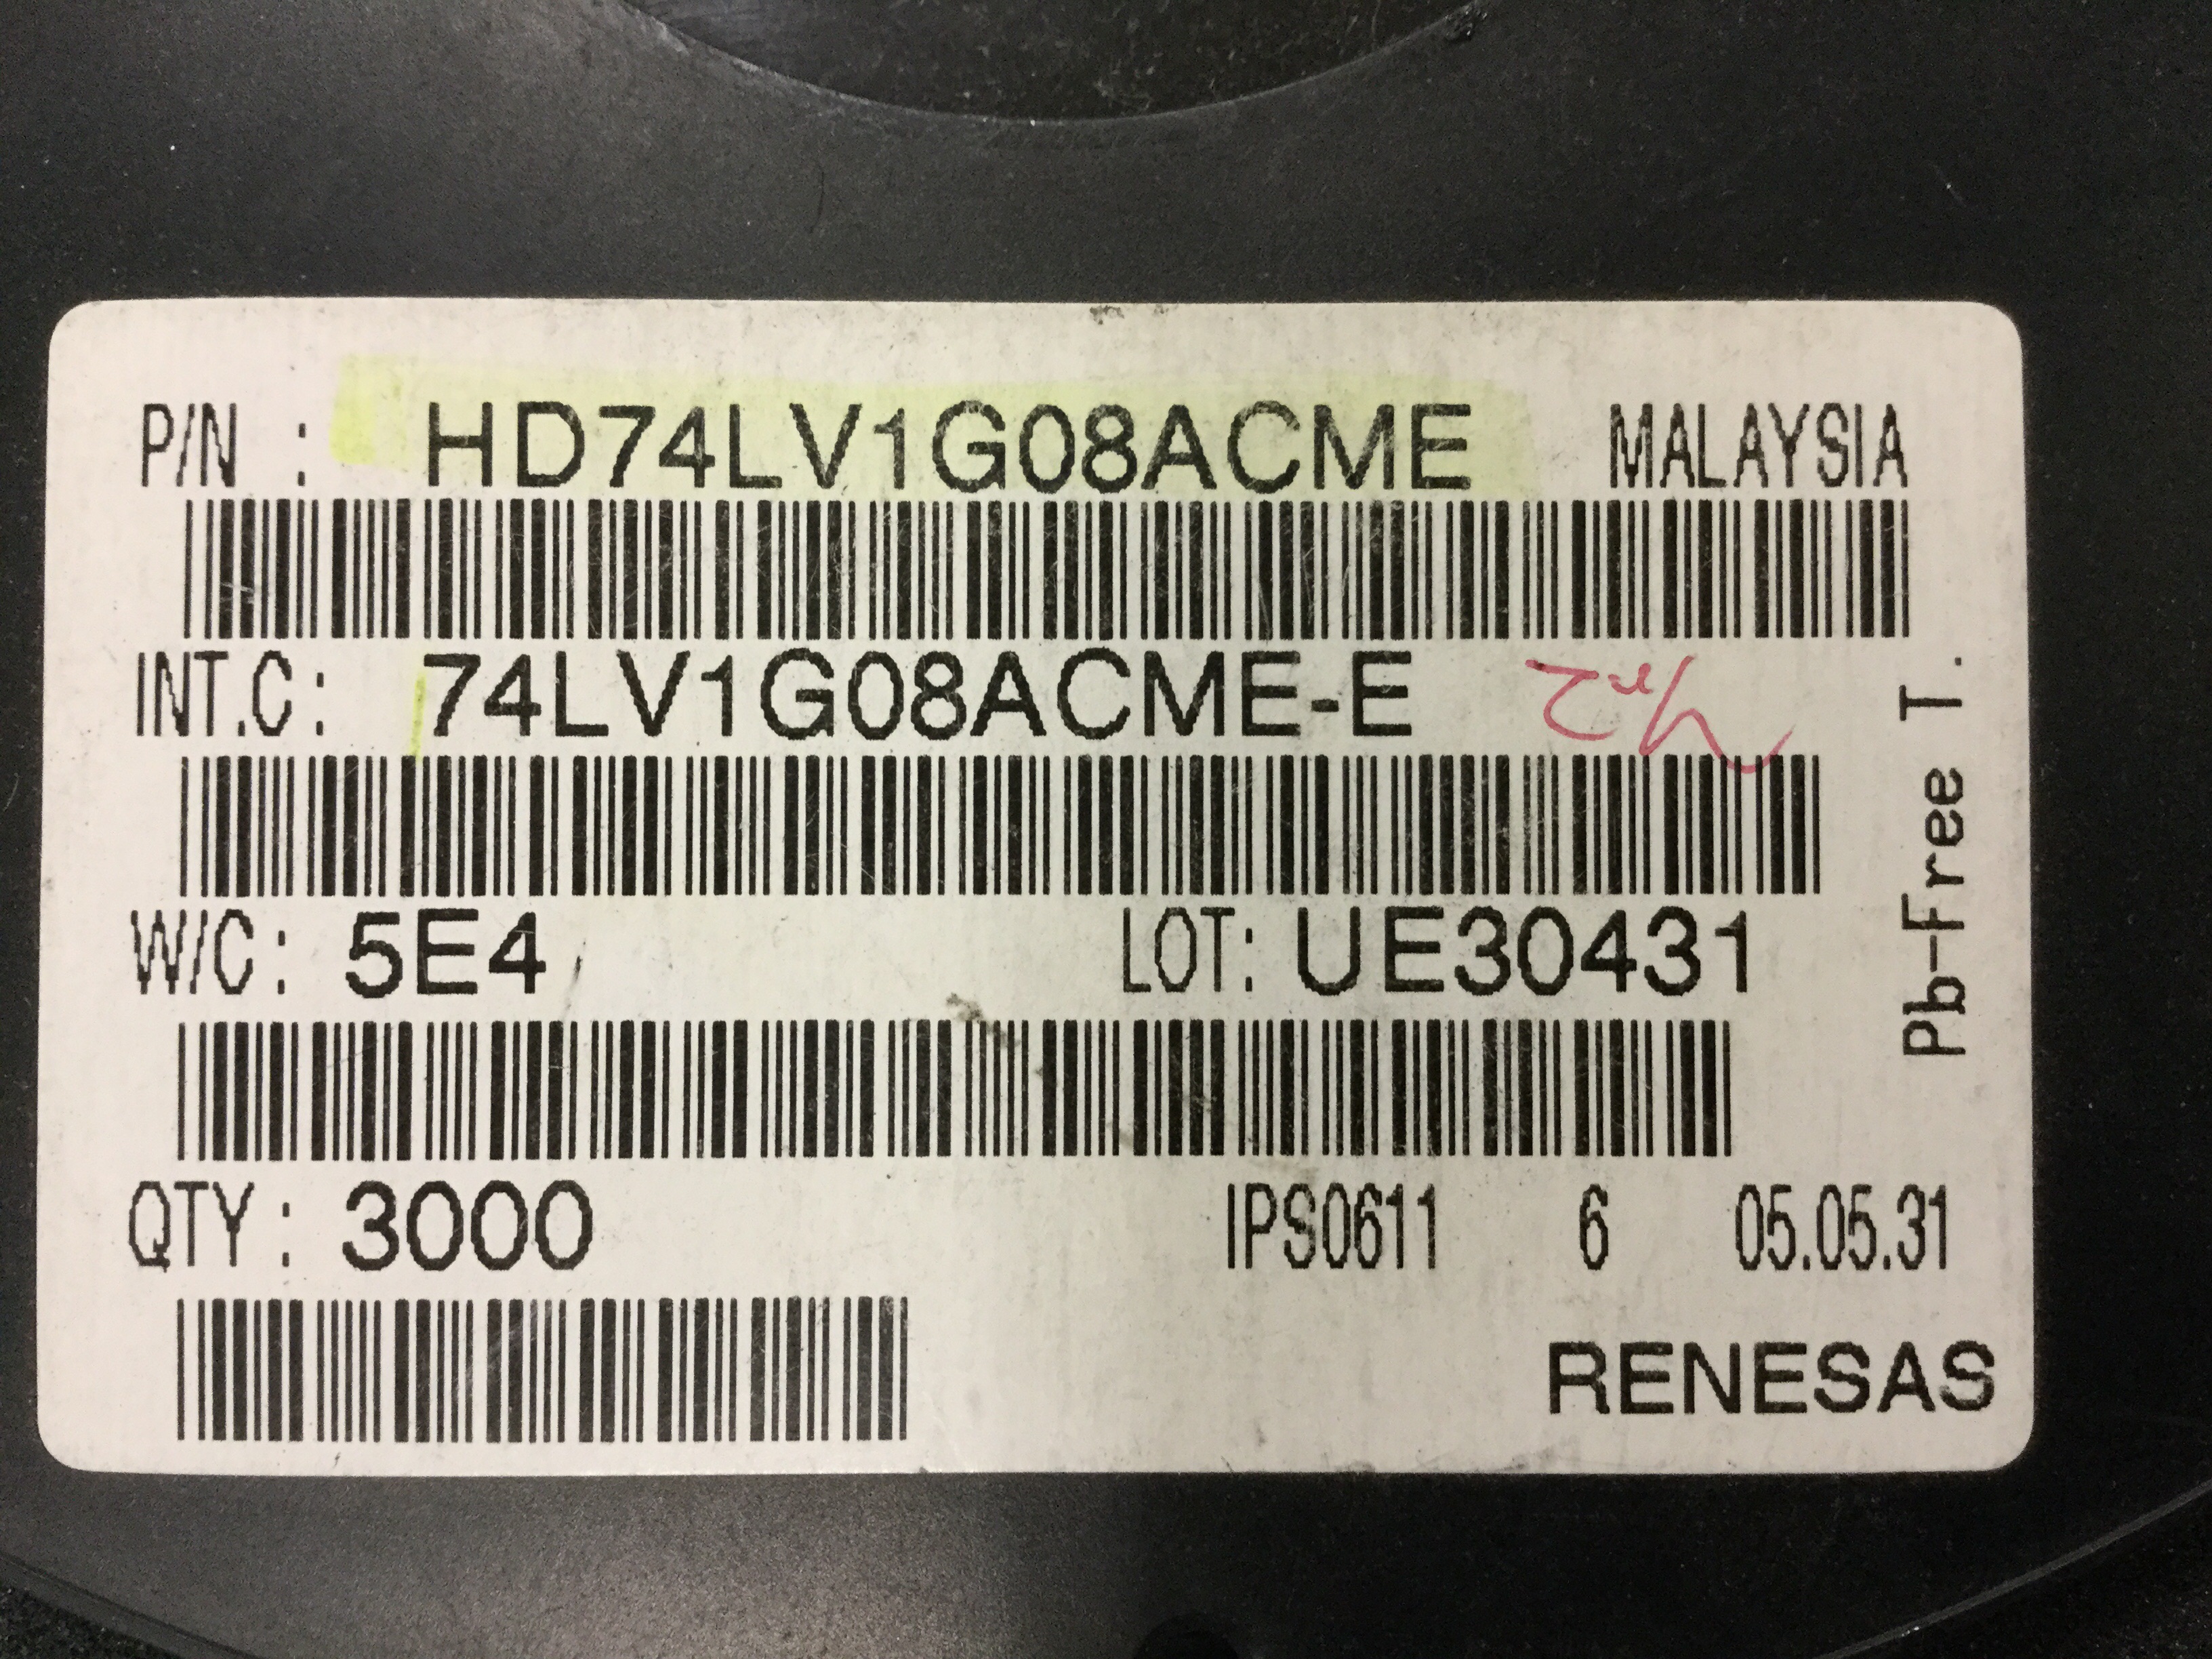 P/N : HD74LV1G08ACME MALAYSIA
INT.C: 74LV1G08ACME-E
W/C: 5E4 LOT: UE30431
QTY: 3000 IPS0611 6 05.05.31
RENESAS
Pb-Free T.